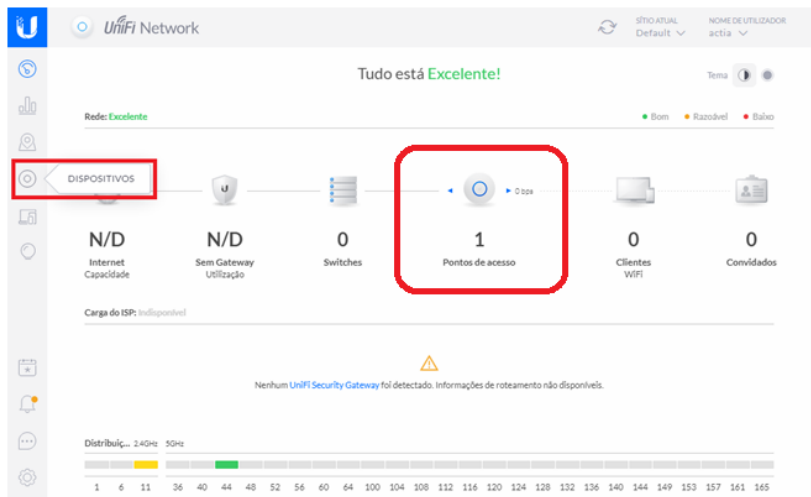 UniFi Network
SÍTIO ATUAL
Default
NOME DE UTILIZADOR
actia
Tudo está Excelente!
Tema
Rede: Excelente
Bom
Razoável
Baixo
DISPOSITIVOS
U
0 bps
N/D
Internet
Capacidade
N/D
Sem Gateway
Utilização
0
Switches
1
Pontos de acesso
0
Clientes
WiFi
0
Convidados
Carga do ISP: Indisponível
Nenhum UniFi Security Gateway foi detectado. Informações de roteamento não disponíveis.
Distribuiç... 2.4GHz 5GHz
1 6 11 36 40 44 48 52 56 60 64 100 104 108 112 116 120 124 128 132 136 140 144 149 153 157 161 165